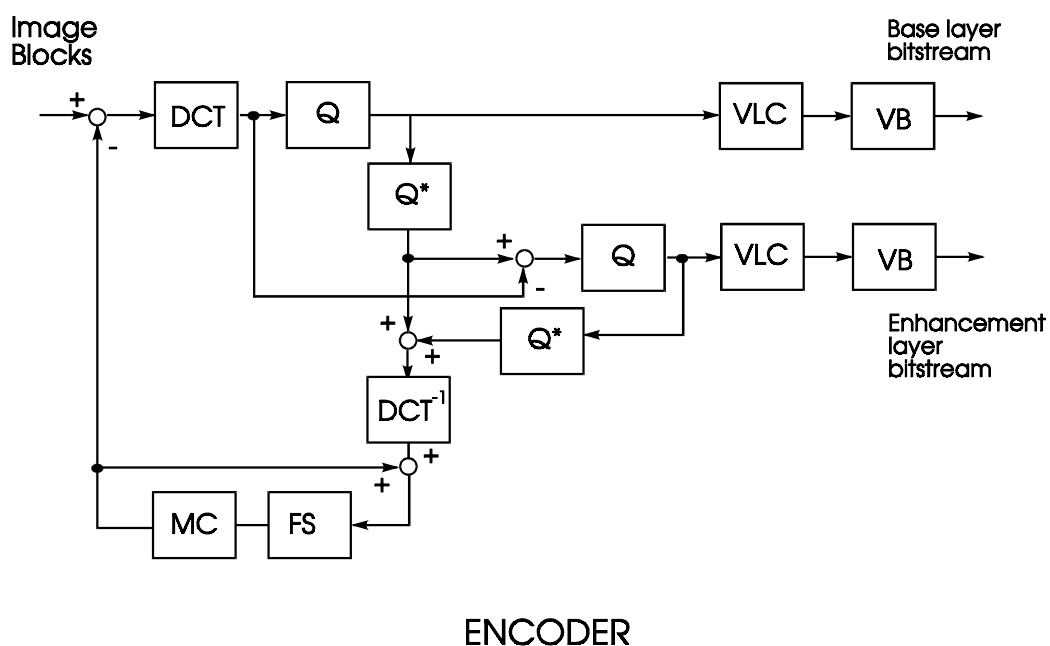 Image
Blocks
Base layer
bitstream
+
-
DCT
Q
VLC
VB
Q*
+
-
Q
VLC
VB
Enhancement
layer
bitstream
+
+
Q*
DCT-1
+
+
MC
FS
ENCODER